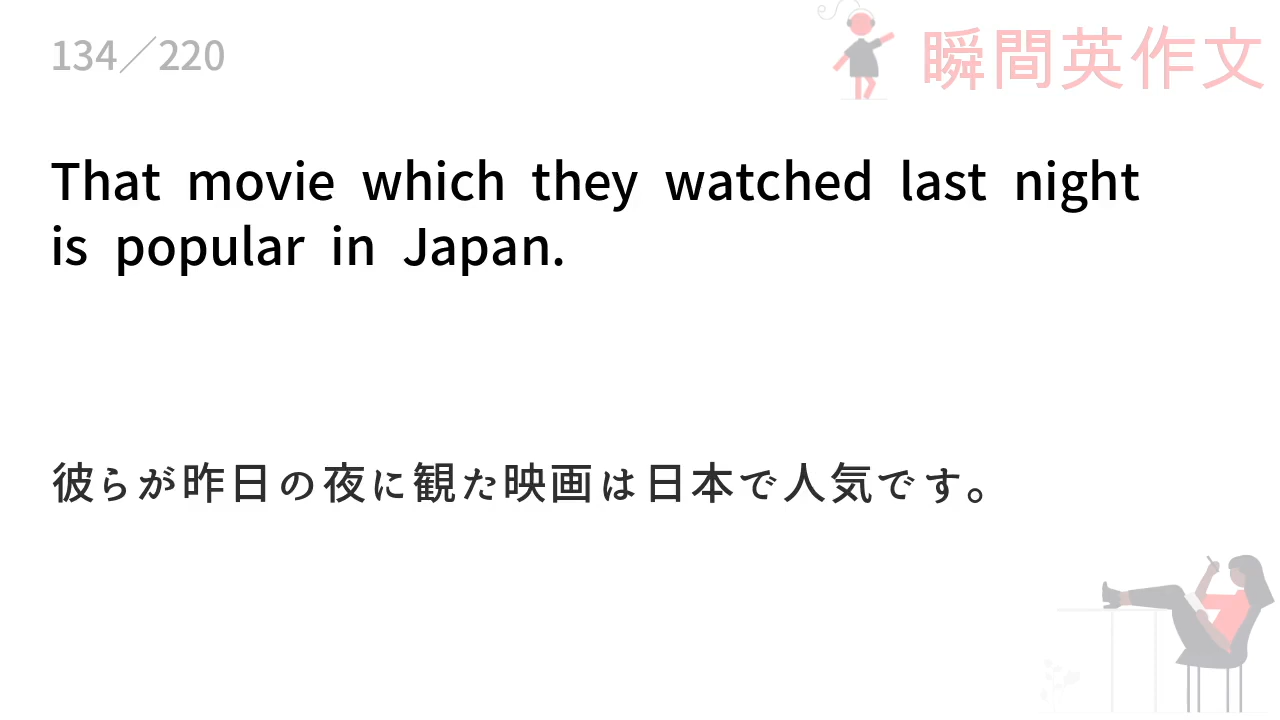 134／220
瞬間英作文
That movie which they watched last night
is popular in Japan.
彼らが昨日の夜に観た映画は日本で人気です。